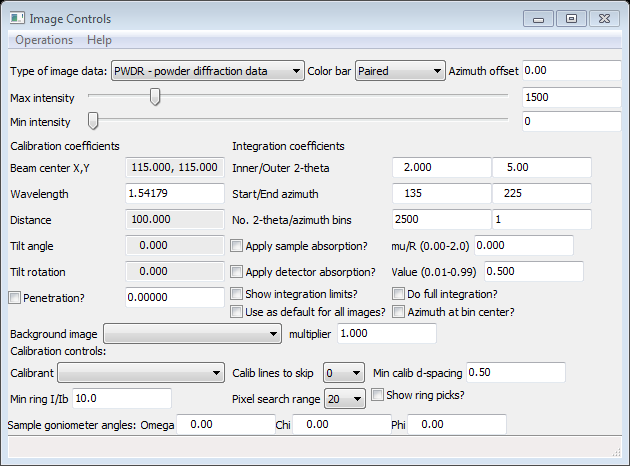 Image Controls
Operations Help
Type of image data: PWDR - powder diffraction data Color bar Paired Azimuth offset 0.00
Max intensity 1500
Min intensity 0
Calibration coefficients Integration coefficients
Beam center X,Y 115.000, 115.000 Inner/Outer 2-theta 2.000 5.00
Wavelength 1.54179 Start/End azimuth 135 225
Distance 100.000 No. 2-theta/azimuth bins 2500 1
Tilt angle 0.000 Apply sample absorption? mu/R (0.00-2.0) 0.000
Tilt rotation 0.000 Apply detector absorption? Value (0.01-0.99) 0.500
Penetration? 0.00000 Show integration limits? Do full integration?
Use as default for all images? Azimuth at bin center?
Background image multiplier 1.000
Calibration controls:
Calibrant Calib lines to skip 0 Min calib d-spacing 0.50
Min ring I/Ib 10.0 Pixel search range 20 Show ring picks?
Sample goniometer angles: Omega 0.00 Chi 0.00 Phi 0.00